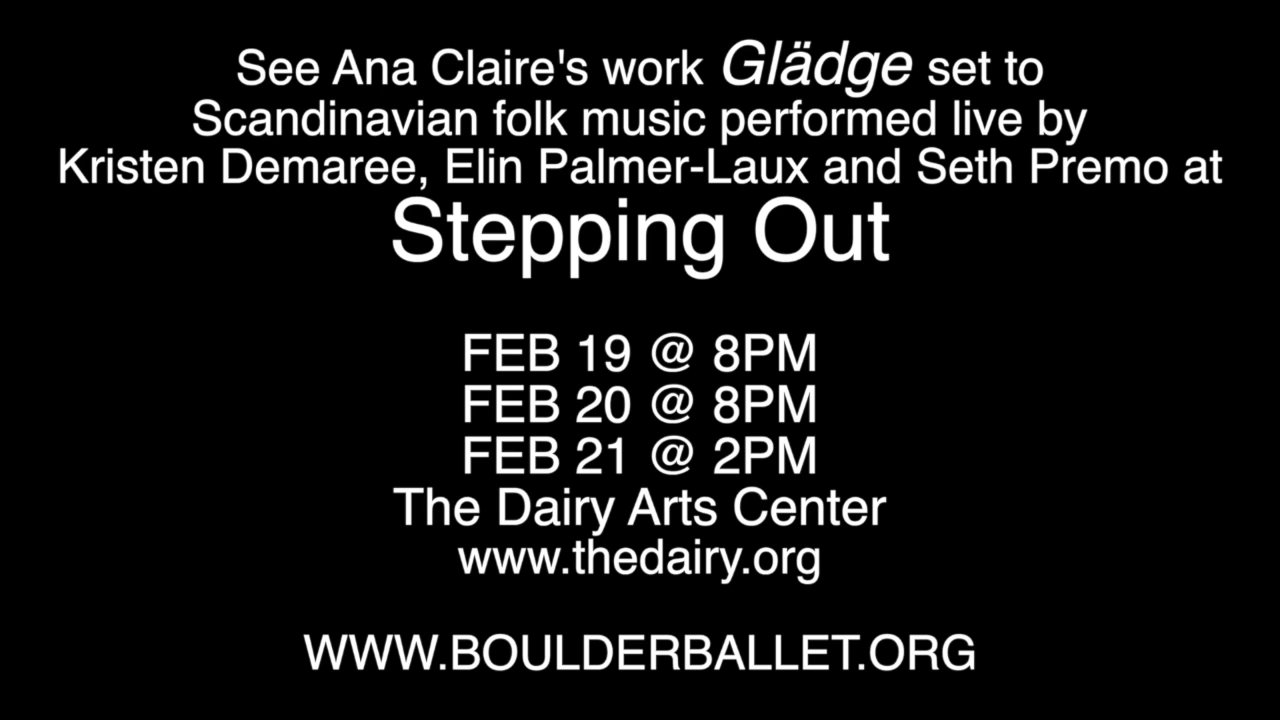 See Ana Claire's work Glädge set to
Scandinavian folk music performed live by
Kristen Demaree, Elin Palmer-Laux and Seth Premo at
Stepping Out
FEB 19 @ 8PM
FEB 20 @ 8PM
FEB 21 @ 2PM
The Dairy Arts Center
www.thedairy.org
WWW.BOULDERBALLET.ORG